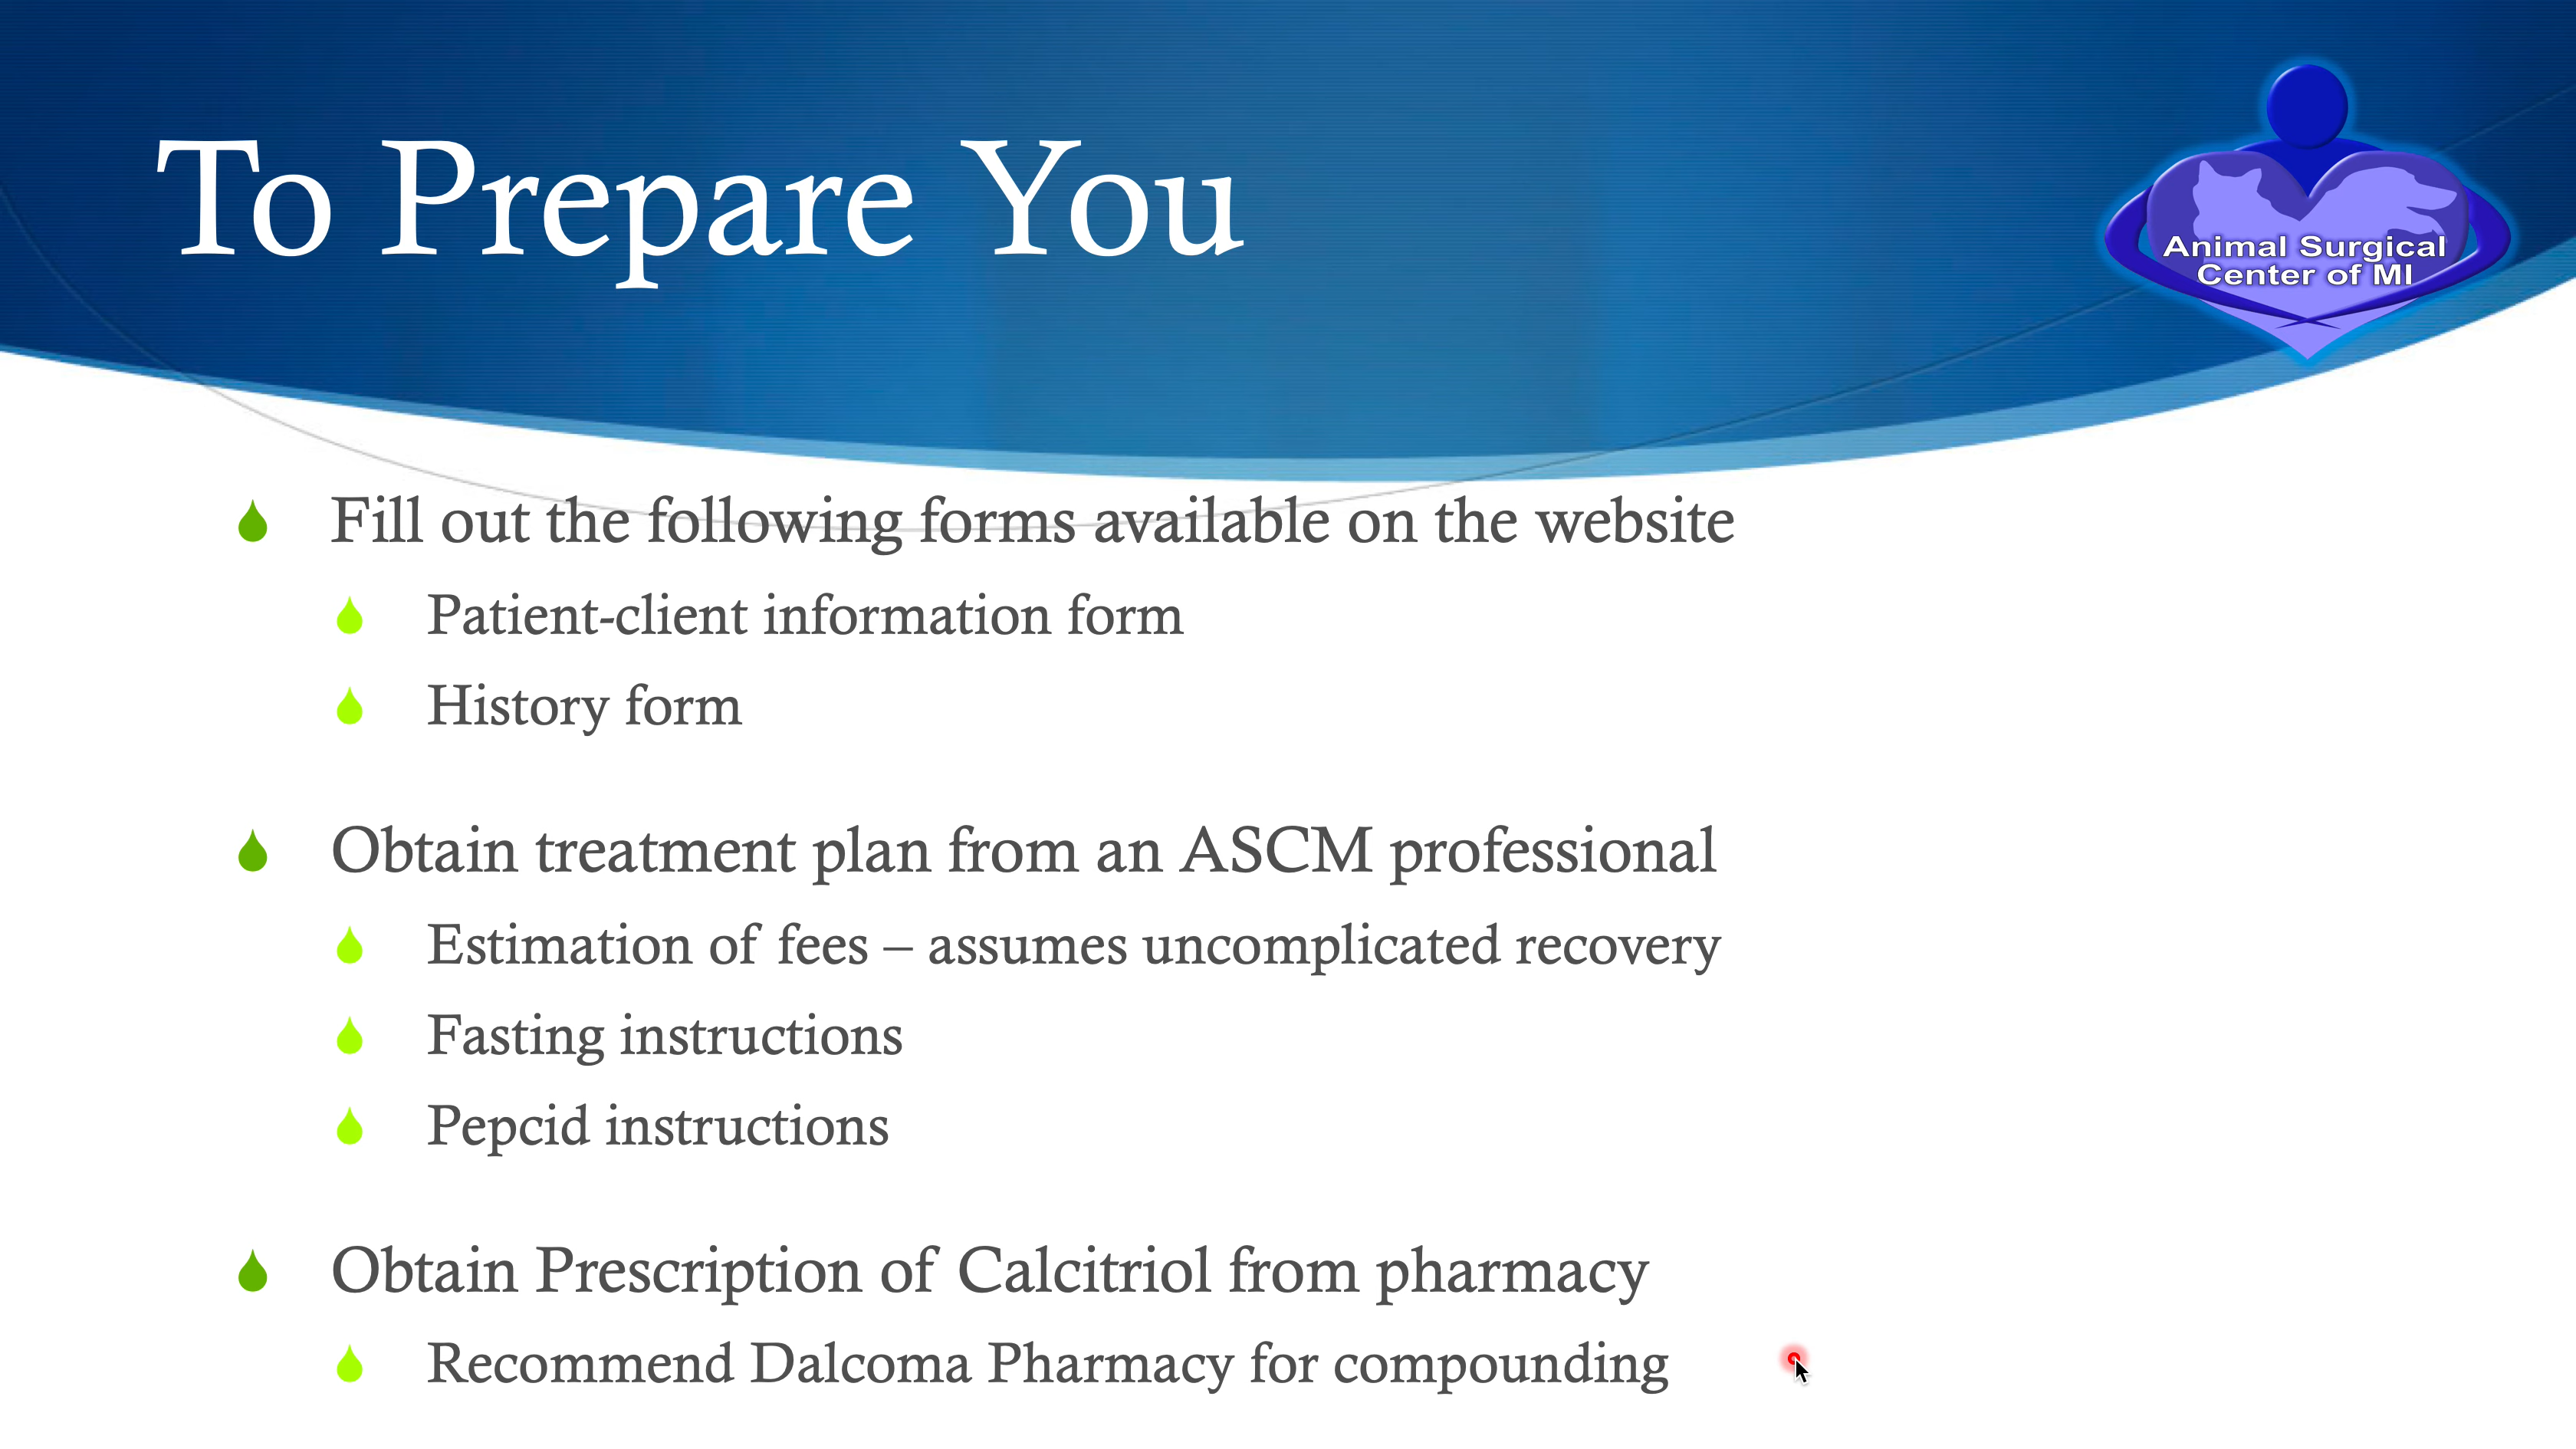 To Prepare You
Animal Surgical
Center of MI
Fill out the following forms available on the website
Patient-client information form
History form
Obtain treatment plan from an ASCM professional
Estimation of fees – assumes uncomplicated recovery
Fasting instructions
Pepcid instructions
Obtain Prescription of Calcitriol from pharmacy
Recommend Dalcoma Pharmacy for compounding